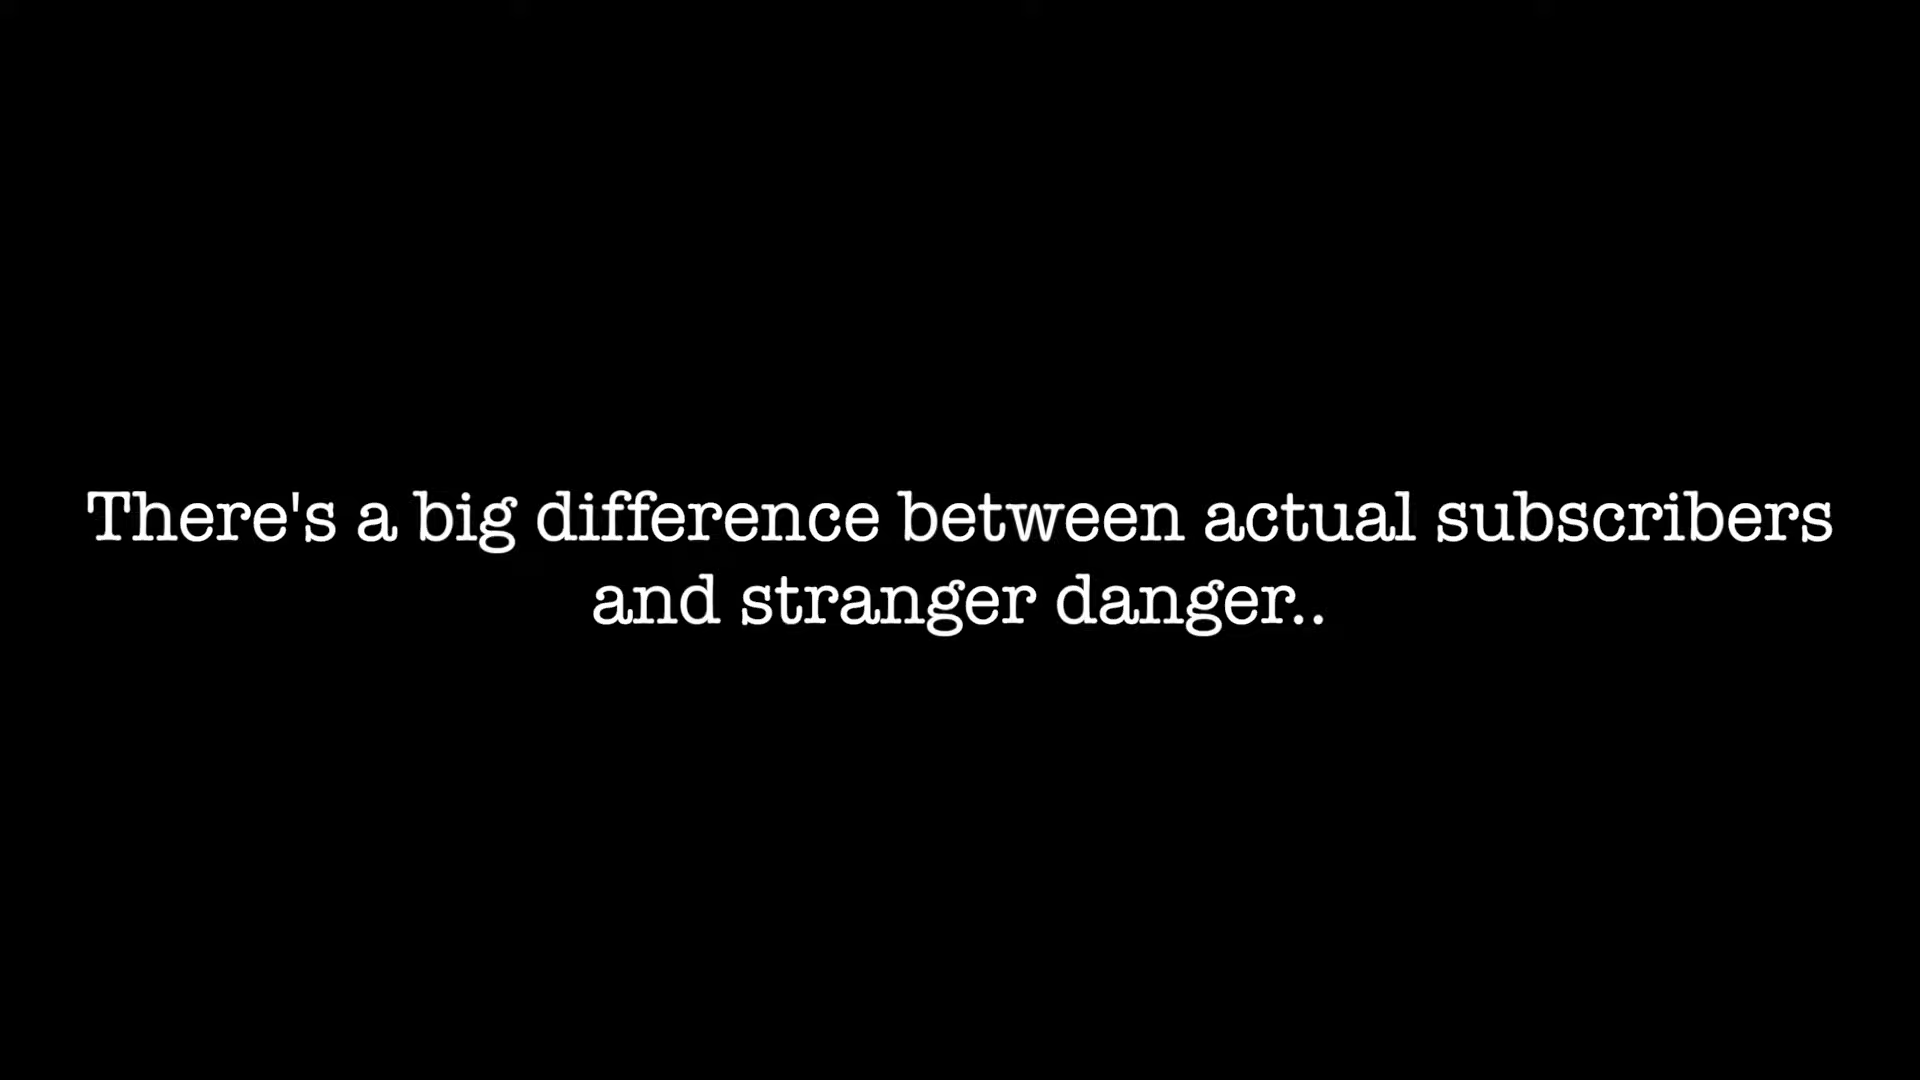 There's a big difference between actual subscribers
and stranger danger..